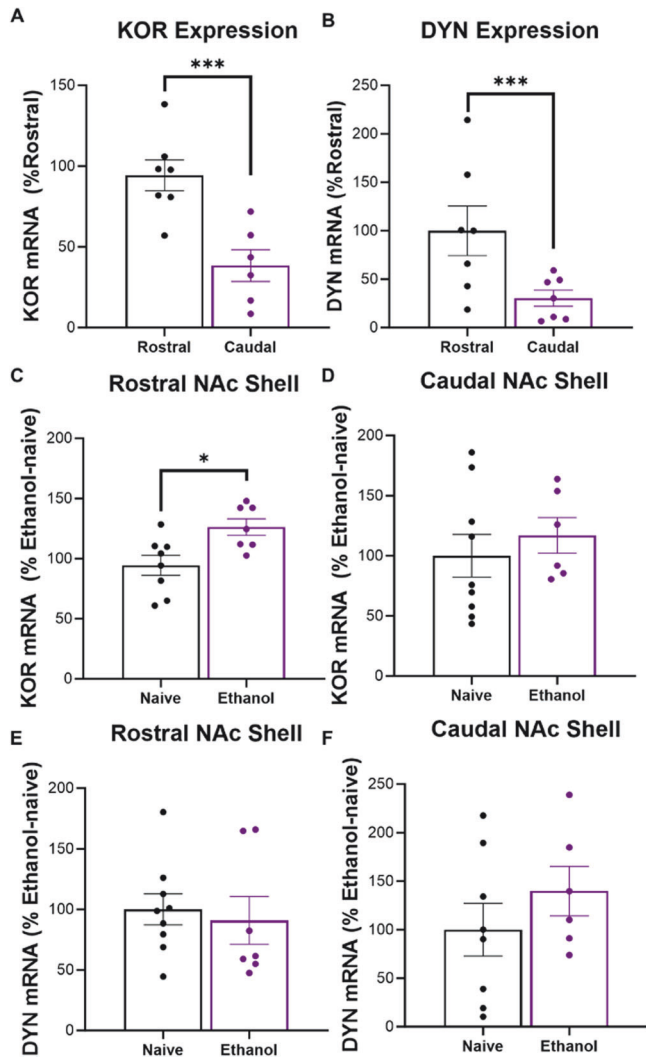 A
KOR Expression
***
KOR mRNA (%Rostral)
150
100
50
0
Rostral
Caudal
B
DYN Expression
***
DYN mRNA (%Rostral)
250
200
150
100
50
0
Rostral
Caudal
C
Rostral NAc Shell
*
KOR mRNA (% Ethanol-naive)
200
150
100
50
0
Naive
Ethanol
D
Caudal NAc Shell
KOR mRNA (% Ethanol-naive)
200
150
100
50
0
Naive
Ethanol
E
Rostral NAc Shell
DYN mRNA (% Ethanol-naive)
200
150
100
50
0
Naive
Ethanol
F
Caudal NAc Shell
DYN mRNA (% Ethanol-naive)
250
200
150
100
50
0
Naive
Ethanol